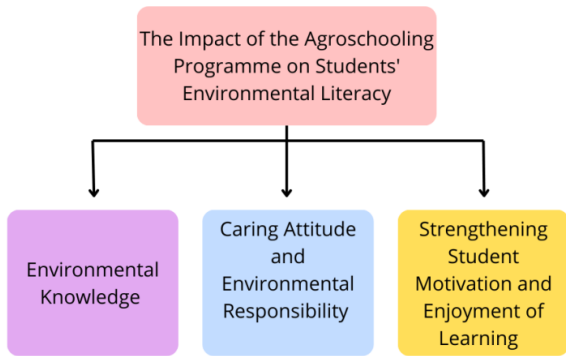 The Impact of the Agroschooling
Programme on Students'
Environmental Literacy
Environmental
Knowledge
Caring Attitude
and
Environmental
Responsibility
Strengthening
Student
Motivation and
Enjoyment of
Learning